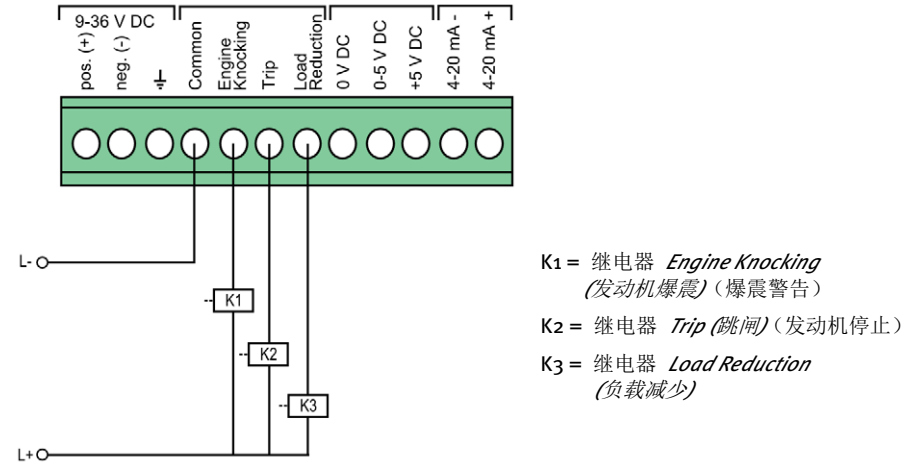 9-36 V DC
pos. (+)
neg. (-)
Common
Engine
Knocking
Trip
Load
Reduction
0 V DC
0-5 V DC
+5 V DC
4-20 mA -
4-20 mA +
L-
K1
K2
K3
L+
K1 = 继电器 Engine Knocking
(发动机爆震)（爆震警告）
K2 = 继电器 Trip (跳闸)（发动机停止）
K3 = 继电器 Load Reduction
(负载减少)